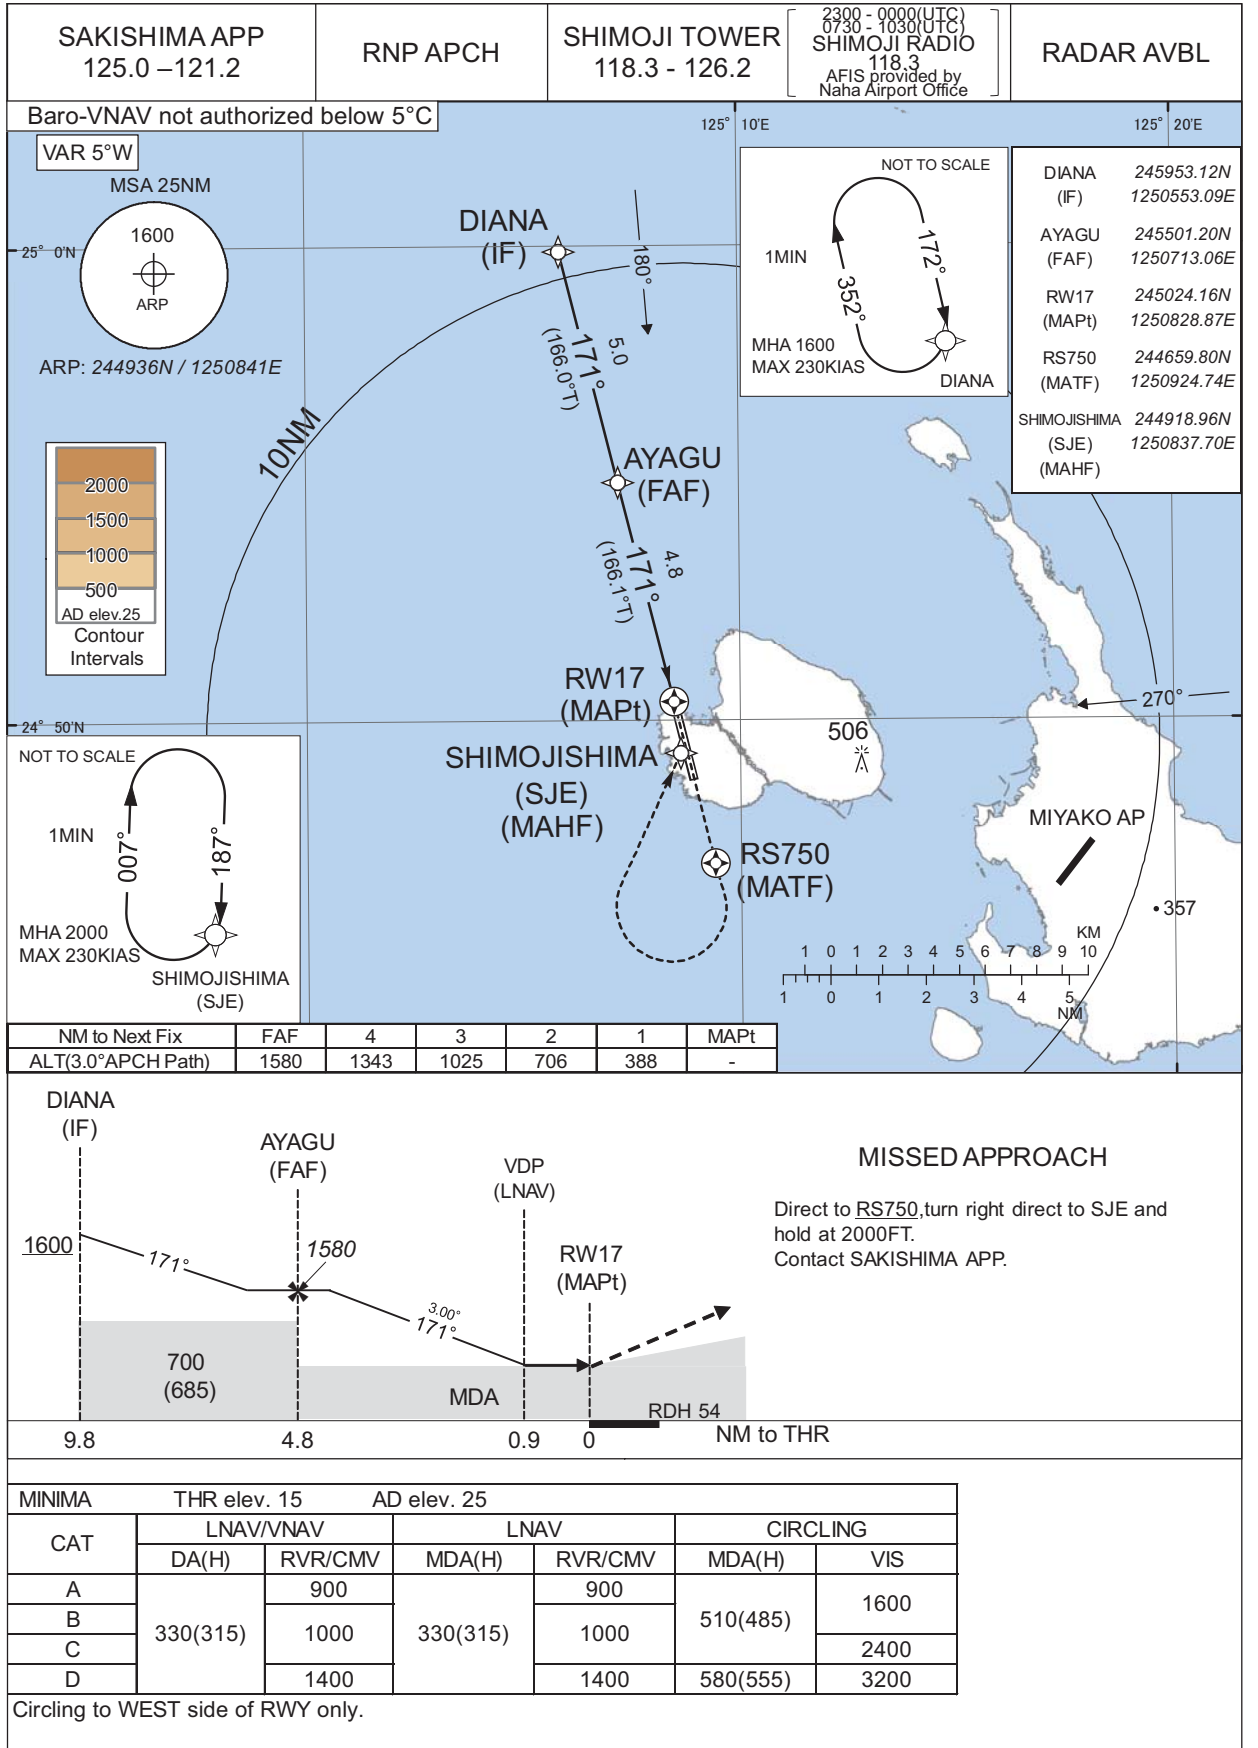 SAKISHIMA APP
125.0 –121.2
RNP APCH
SHIMOJI TOWER
118.3 - 126.2
2300 - 0000(UTC)
0730 - 1030(UTC)
SHIMOJI RADIO
118.3
AFIS provided by
Naha Airport Office
RADAR AVBL
Baro-VNAV not authorized below 5°C
VAR 5°W
MSA 25NM
1600
ARP
ARP: 244936N / 1250841E
125° 10'E
125° 20'E
25° 0'N
24° 50'N
10NM
DIANA
(IF)
180°
5.0
171°
(166.0°T)
AYAGU
(FAF)
4.8
171°
(166.1°T)
RW17
(MAPt)
SHIMOJISHIMA
(SJE)
(MAHF)
RS750
(MATF)
506
270°
MIYAKO AP
357
NOT TO SCALE
1MIN
172°
352°
MHA 1600
MAX 230KIAS
DIANA
DIANA 245953.12N
(IF) 1250553.09E
AYAGU 245501.20N
(FAF) 1250713.06E
RW17 245024.16N
(MAPt) 1250828.87E
RS750 244659.80N
(MATF) 1250924.74E
SHIMOJISHIMA 244918.96N
(SJE) 1250837.70E
(MAHF)
2000
1500
1000
500
AD elev.25
Contour
Intervals
NOT TO SCALE
1MIN
007°
187°
MHA 2000
MAX 230KIAS
SHIMOJISHIMA
(SJE)
KM
1 0 1 2 3 4 5 6 7 8 9 10
1 0 1 2 3 4 5
NM
NM to Next Fix FAF 4 3 2 1 MAPt
ALT(3.0°APCH Path) 1580 1343 1025 706 388 -
DIANA
(IF)
AYAGU
(FAF)
VDP
(LNAV)
RW17
(MAPt)
1600
171°
1580
3.00°
171°
700
(685)
MDA
RDH 54
9.8 4.8 0.9 0 NM to THR
MISSED APPROACH
Direct to RS750,turn right direct to SJE and
hold at 2000FT.
Contact SAKISHIMA APP.
MINIMA THR elev. 15 AD elev. 25
CAT LNAV/VNAV LNAV CIRCLING
DA(H) RVR/CMV MDA(H) RVR/CMV MDA(H) VIS
A 330(315) 900 330(315) 900 510(485) 1600
B 1000 1000
C 2400
D 1400 1400 580(555) 3200
Circling to WEST side of RWY only.